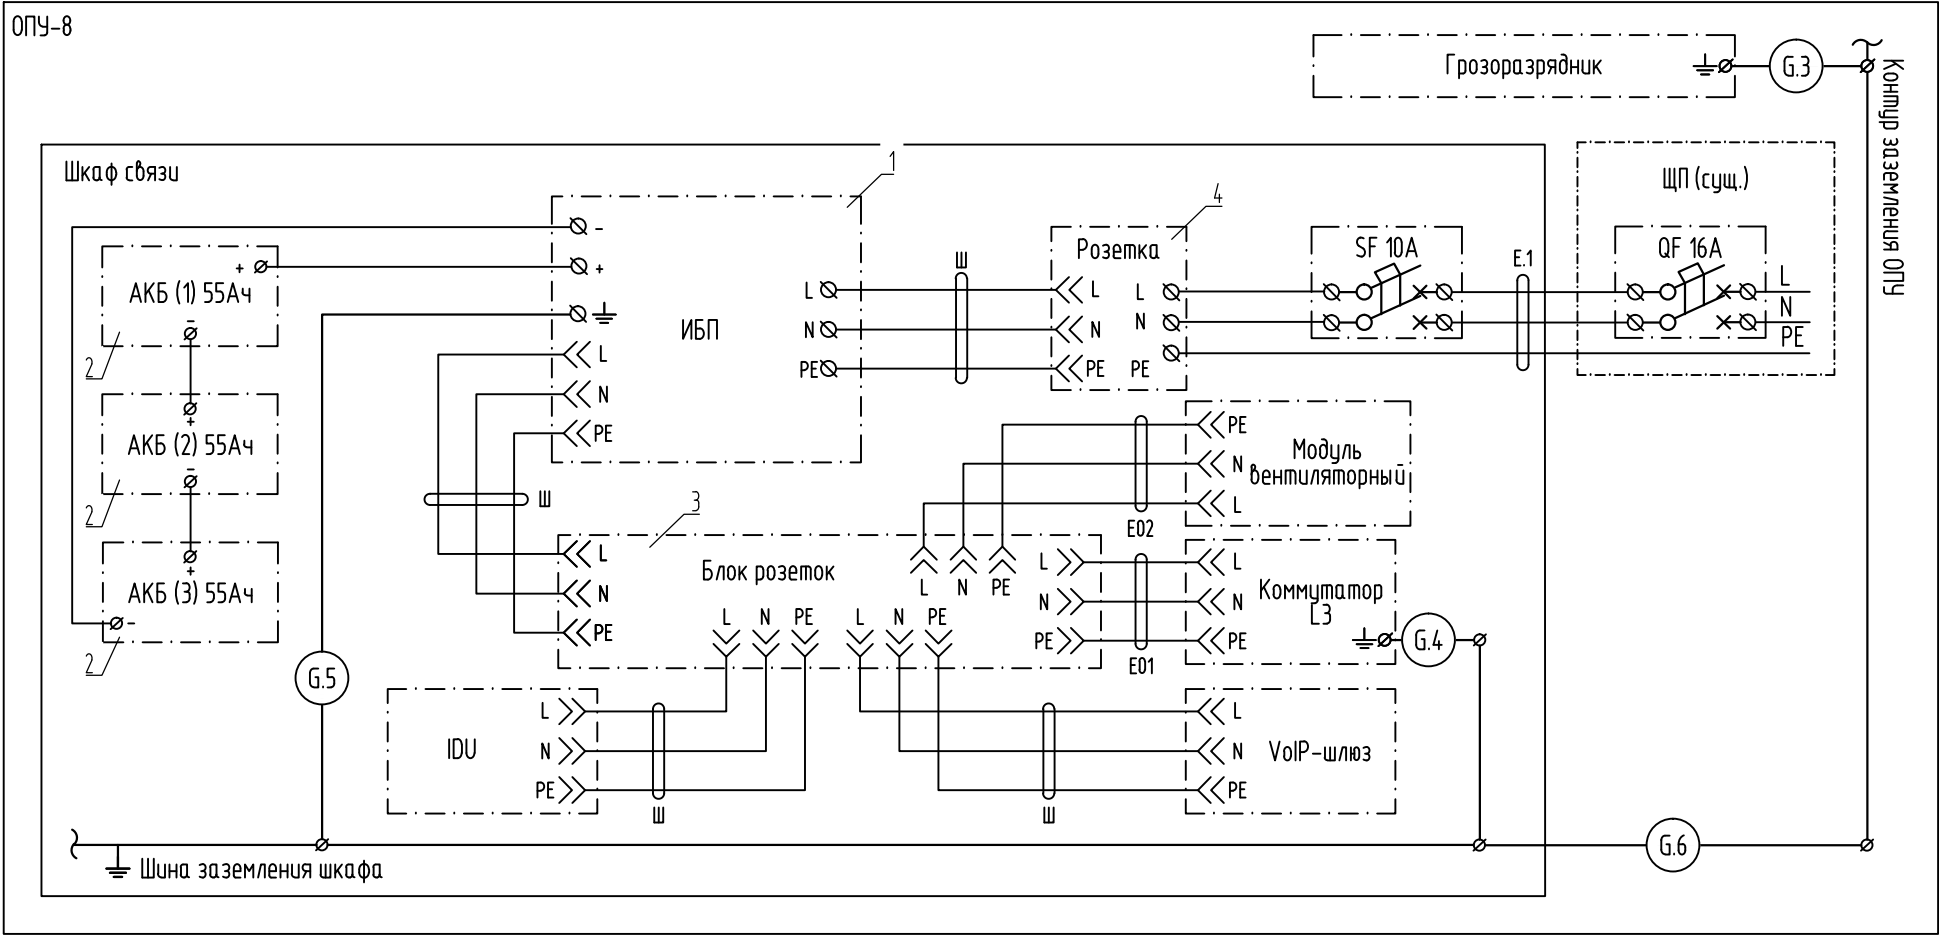 ОПУ-8
Грозоразрядник
G.3
Контур заземления ОПУ
Шкаф связи
1
ЩП (сущ.)
4
-
+
АКБ (1) 55Ач
+
-
2
АКБ (2) 55Ач
+
-
2
АКБ (3) 55Ач
+
-
2
ИБП
L
N
PE
L
N
PE
Ш
Розетка
L
N
PE
L
N
PE
SF 10А
E.1
QF 16А
L
N
PE
Ш
3
Блок розеток
L
N
PE
L
N
PE
L
N
PE
L
N
PE
L
N
PE
E02
PE
N
L
Модуль
вентиляторный
E01
L
N
PE
Коммутатор
L3
G.4
G.5
IDU
L
N
PE
Ш
Ш
L
N
PE
VoIP-шлюз
G.6
Шина заземления шкафа